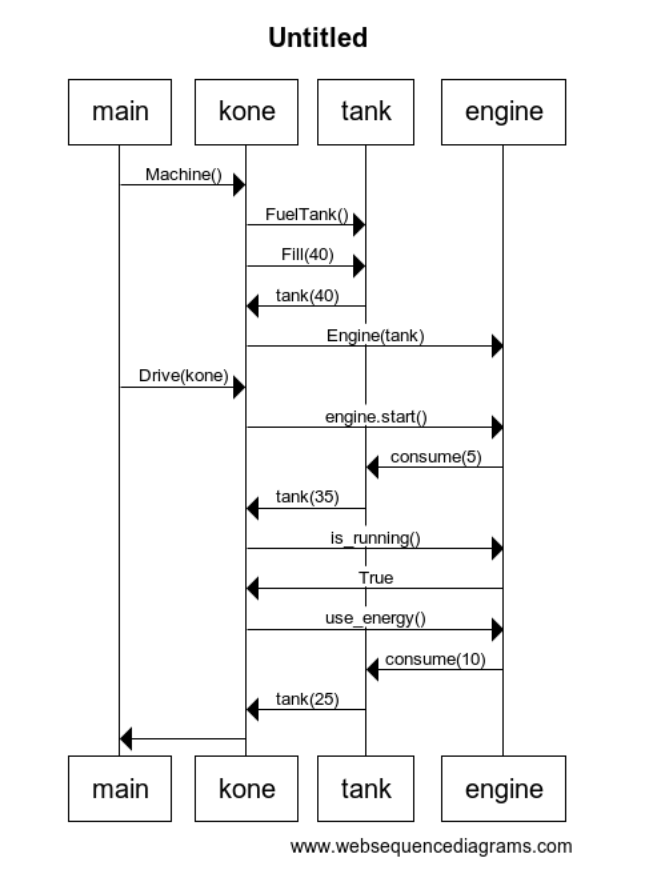 Untitled
main kone tank engine
Machine()
FuelTank()
Fill(40)
tank(40)
Engine(tank)
Drive(kone)
engine.start()
consume(5)
tank(35)
is_running()
True
use_energy()
consume(10)
tank(25)
main kone tank engine
www.websequencediagrams.com